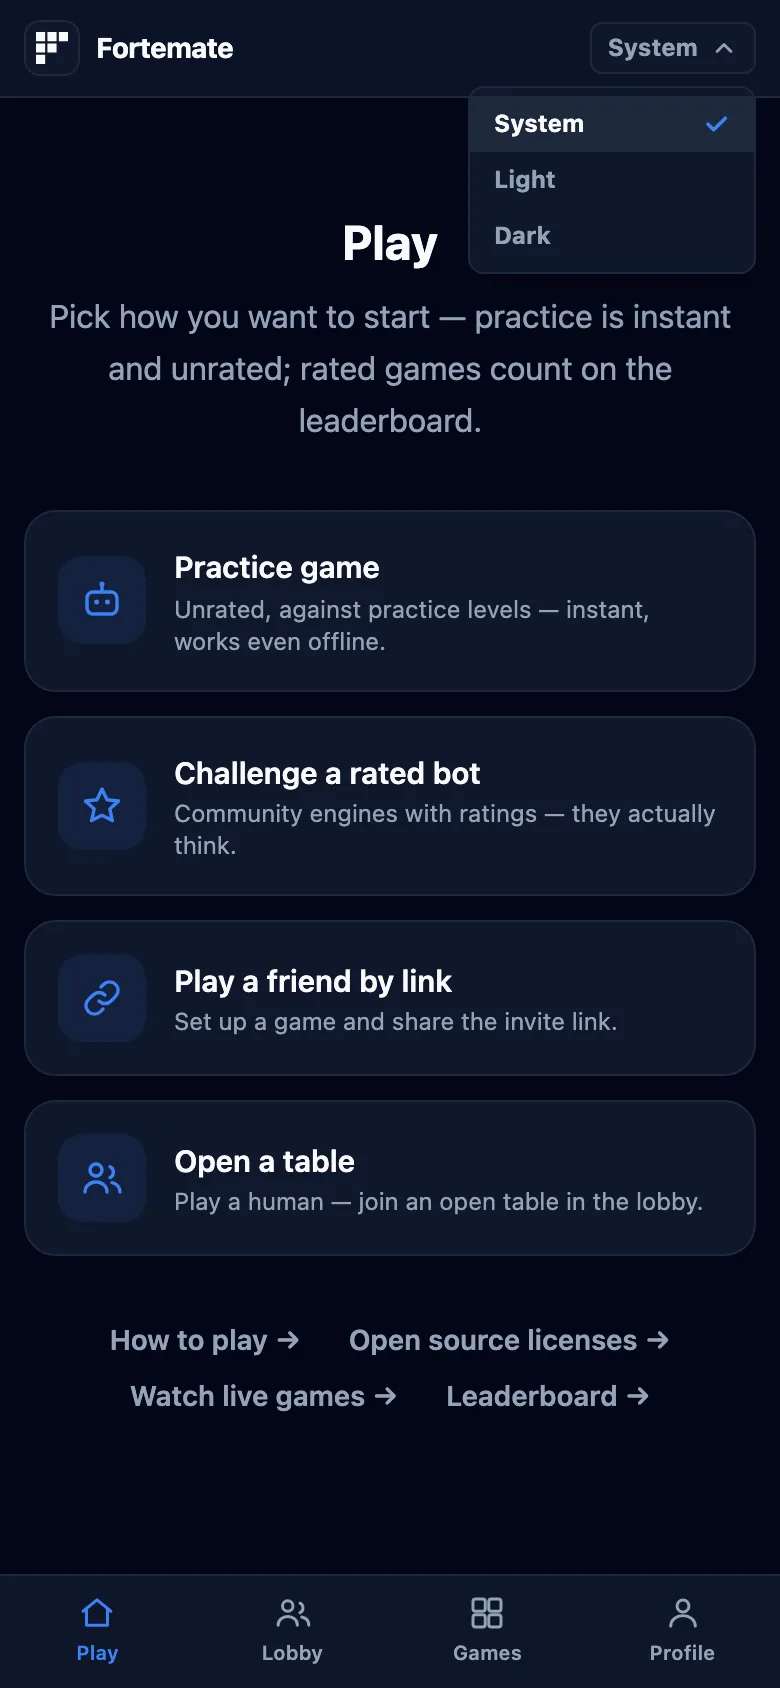 Fortemate
System
System
Light
Dark
Play
Pick how you want to start — practice is instant
and unrated; rated games count on the
leaderboard.
Practice game
Unrated, against practice levels — instant,
works even offline.
Challenge a rated bot
Community engines with ratings — they actually
think.
Play a friend by link
Set up a game and share the invite link.
Open a table
Play a human — join an open table in the lobby.
How to play → Open source licenses →
Watch live games → Leaderboard →
Play Lobby Games Profile